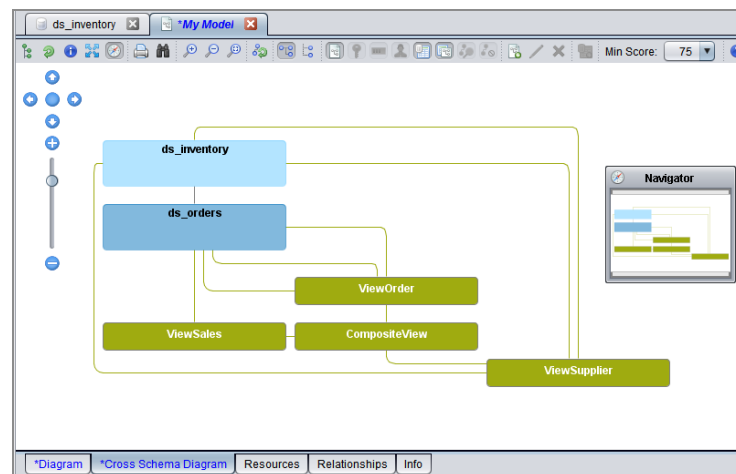 ds_inventory
*My Model
Min Score: 75
ds_inventory
Navigator
ds_orders
ViewOrder
ViewSales
CompositeView
ViewSupplier
*Diagram
*Cross Schema Diagram
Resources
Relationships
Info